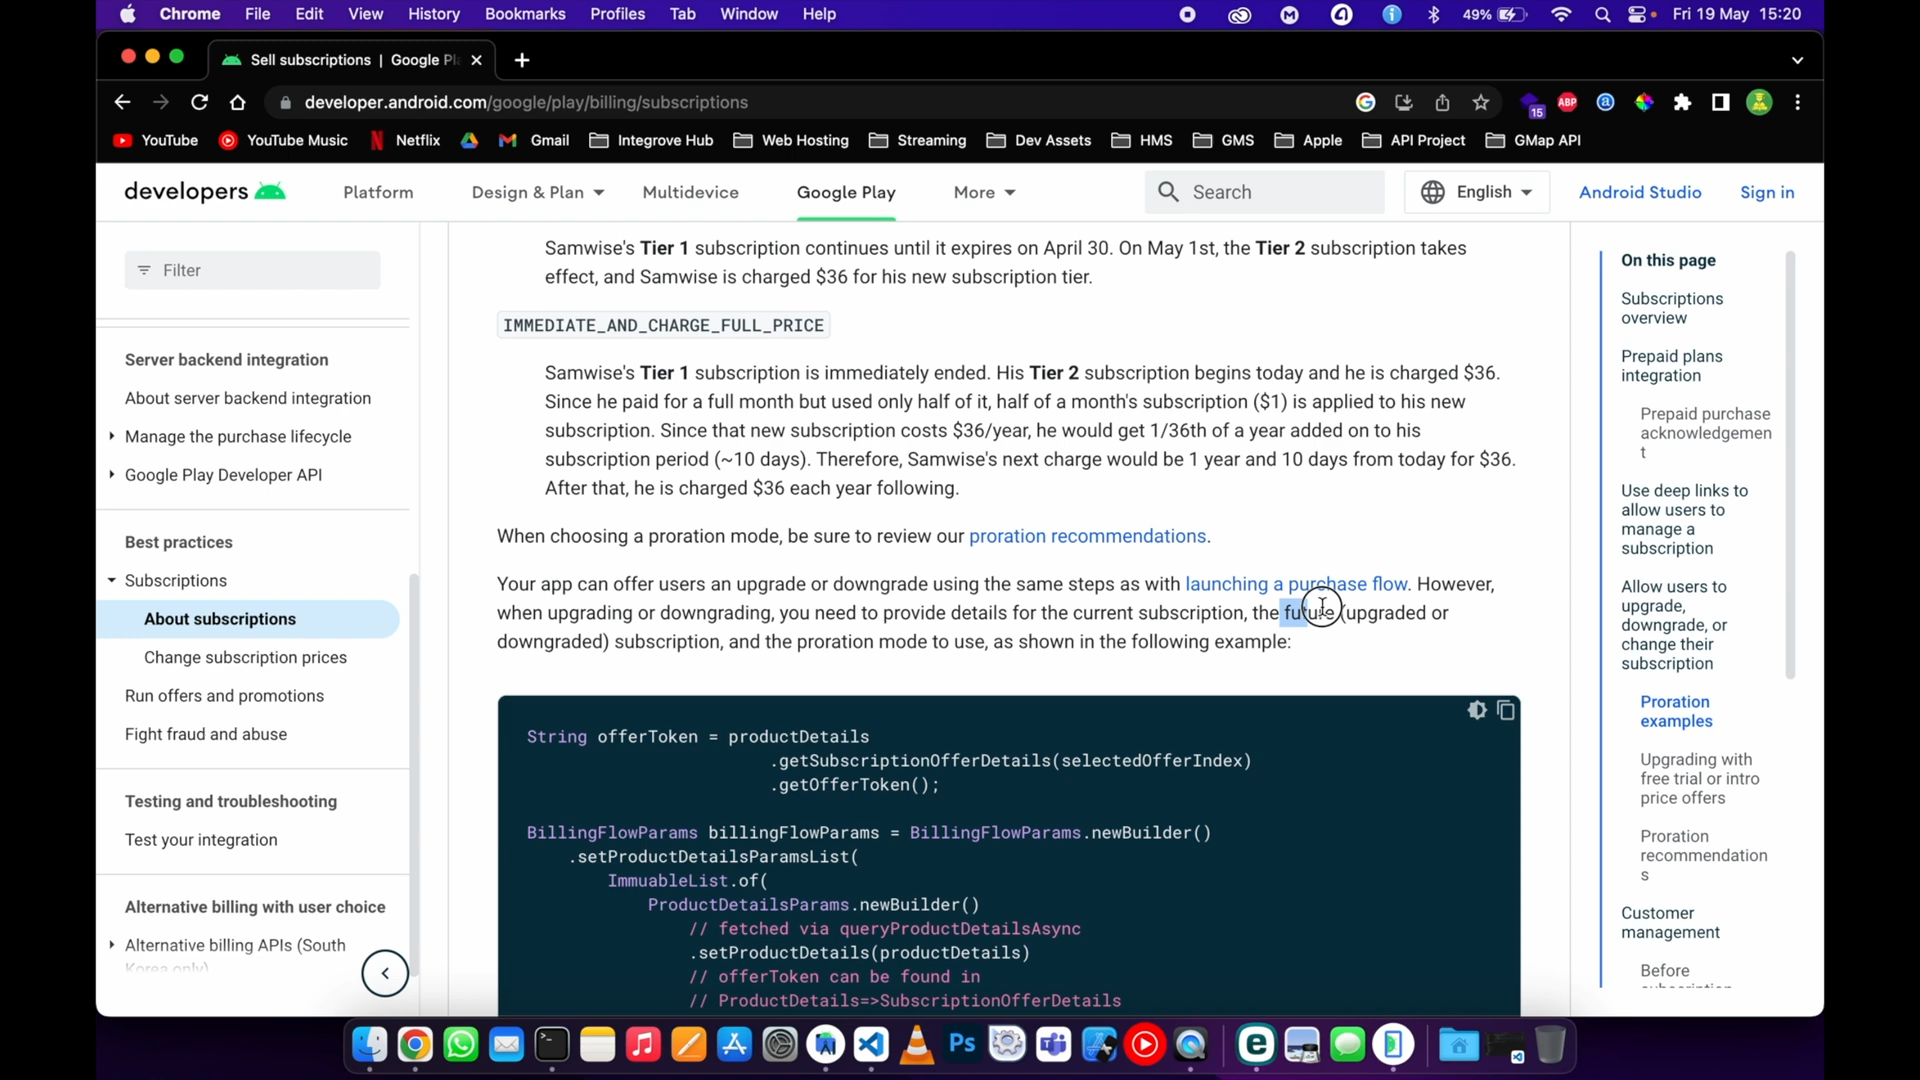 Chrome File Edit View History Bookmarks Profiles Tab Window Help 49% Fri 19 May 15:20
Sell subscriptions | Google Pl
developer.android.com/google/play/billing/subscriptions
15 ABP
YouTube YouTube Music Netflix Gmail Integrove Hub Web Hosting Streaming Dev Assets HMS GMS Apple API Project GMap API
developers Platform Design & Plan Multidevice Google Play More Search English Android Studio Sign in
Filter
Server backend integration
About server backend integration
Manage the purchase lifecycle
Google Play Developer API
Best practices
Subscriptions
About subscriptions
Change subscription prices
Run offers and promotions
Fight fraud and abuse
Testing and troubleshooting
Test your integration
Alternative billing with user choice
Alternative billing APIs (South
Korea only)
Samwise's Tier 1 subscription continues until it expires on April 30. On May 1st, the Tier 2 subscription takes
effect, and Samwise is charged $36 for his new subscription tier.
IMMEDIATE_AND_CHARGE_FULL_PRICE
Samwise's Tier 1 subscription is immediately ended. His Tier 2 subscription begins today and he is charged $36.
Since he paid for a full month but used only half of it, half of a month's subscription ($1) is applied to his new
subscription. Since that new subscription costs $36/year, he would get 1/36th of a year added on to his
subscription period (~10 days). Therefore, Samwise's next charge would be 1 year and 10 days from today for $36.
After that, he is charged $36 each year following.
When choosing a proration mode, be sure to review our proration recommendations.
Your app can offer users an upgrade or downgrade using the same steps as with launching a purchase flow. However,
when upgrading or downgrading, you need to provide details for the current subscription, the future (upgraded or
downgraded) subscription, and the proration mode to use, as shown in the following example:
String offerToken = productDetails
.getSubscriptionOfferDetails(selectedOfferIndex)
.getOfferToken();
BillingFlowParams billingFlowParams = BillingFlowParams.newBuilder()
.setProductDetailsParamsList(
ImmuableList.of(
ProductDetailsParams.newBuilder()
// fetched via queryProductDetailsAsync
.setProductDetails(productDetails)
// offerToken can be found in
// ProductDetails=>SubscriptionOfferDetails
On this page
Subscriptions
overview
Prepaid plans
integration
Prepaid purchase
acknowledgemen
t
Use deep links to
allow users to
manage a
subscription
Allow users to
upgrade,
downgrade, or
change their
subscription
Proration
examples
Upgrading with
free trial or intro
price offers
Proration
recommendation
s
Customer
management
Before
subscription
Ps